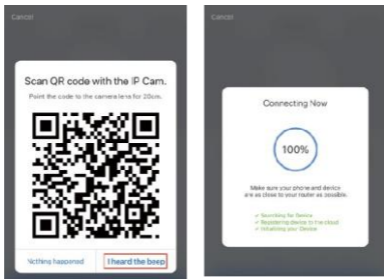 Cancel
Scan QR code with the IP Cam.
Point the code to the camera lens for 20cm.
Nothing happened
I heard the beep
Cancel
Connecting Now
100%
Make sure your phone and device
are as close to your router as possible.
✓ Searching for Device
✓ Registering device to the cloud
✓ Initializing your Device